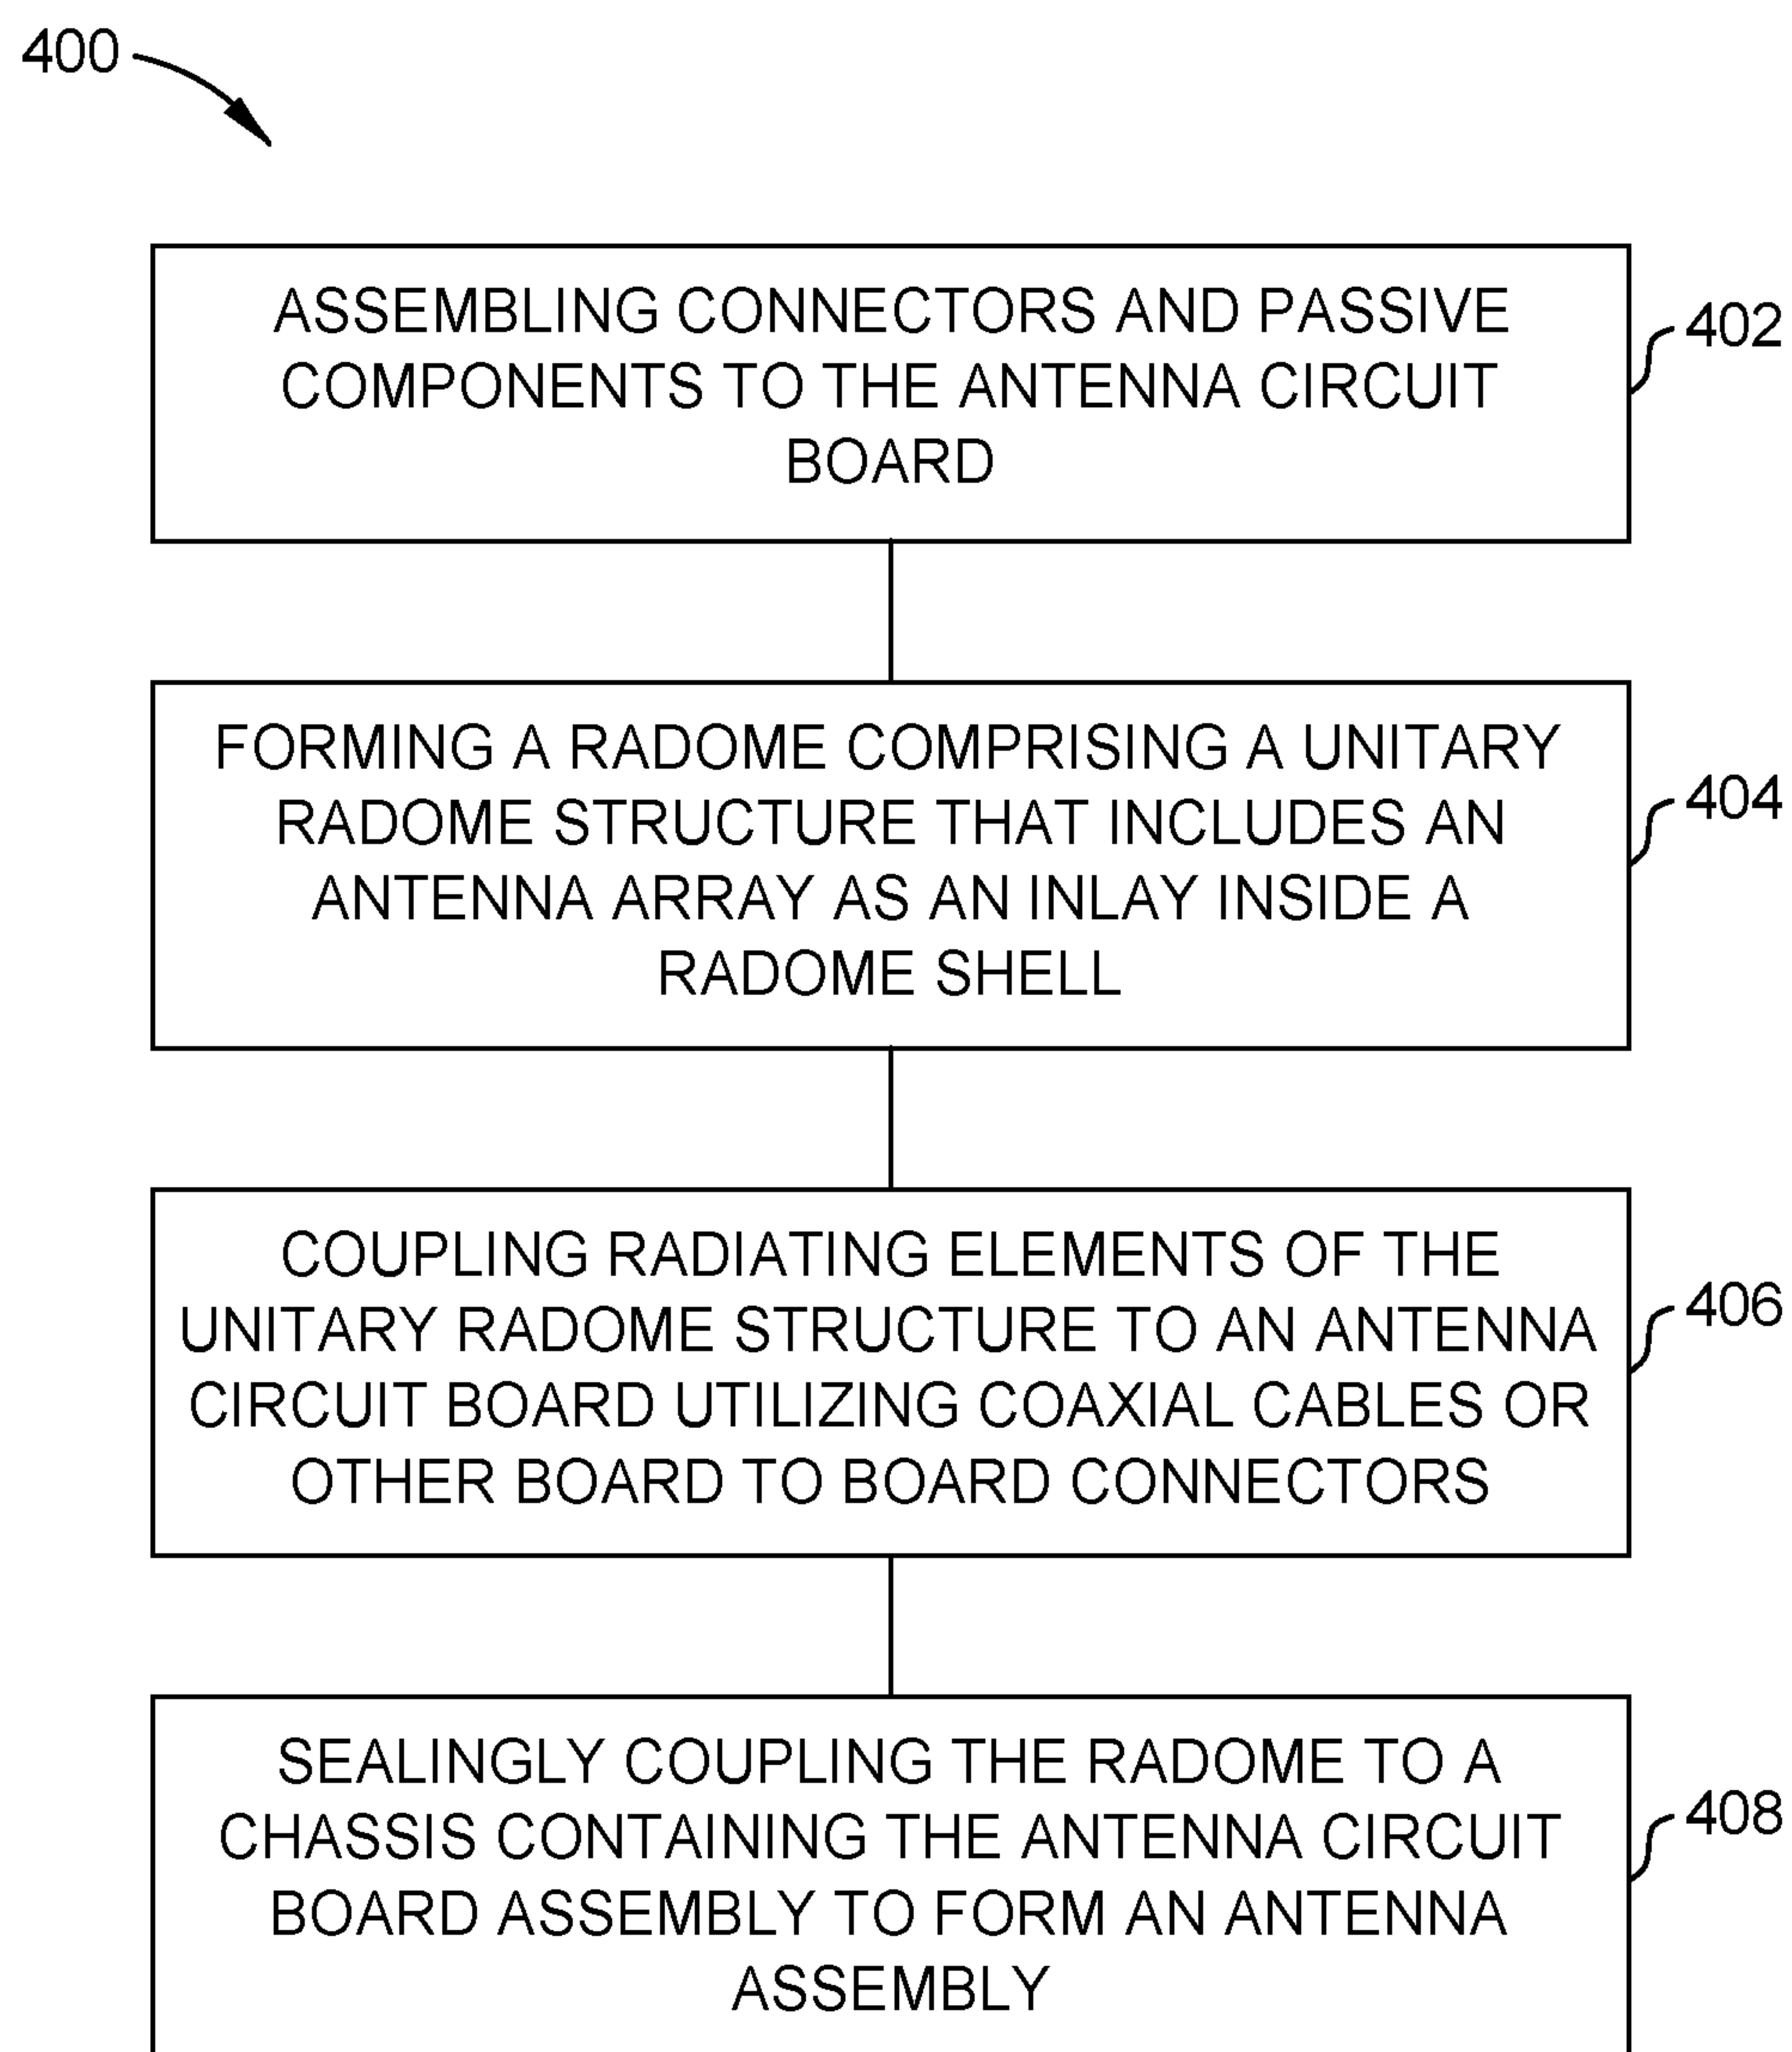 400
ASSEMBLING CONNECTORS AND PASSIVE
COMPONENTS TO THE ANTENNA CIRCUIT
BOARD
402
FORMING A RADOME COMPRISING A UNITARY
RADOME STRUCTURE THAT INCLUDES AN
ANTENNA ARRAY AS AN INLAY INSIDE A
RADOME SHELL
404
COUPLING RADIATING ELEMENTS OF THE
UNITARY RADOME STRUCTURE TO AN ANTENNA
CIRCUIT BOARD UTILIZING COAXIAL CABLES OR
OTHER BOARD TO BOARD CONNECTORS
406
SEALINGLY COUPLING THE RADOME TO A
CHASSIS CONTAINING THE ANTENNA CIRCUIT
BOARD ASSEMBLY TO FORM AN ANTENNA
ASSEMBLY
408